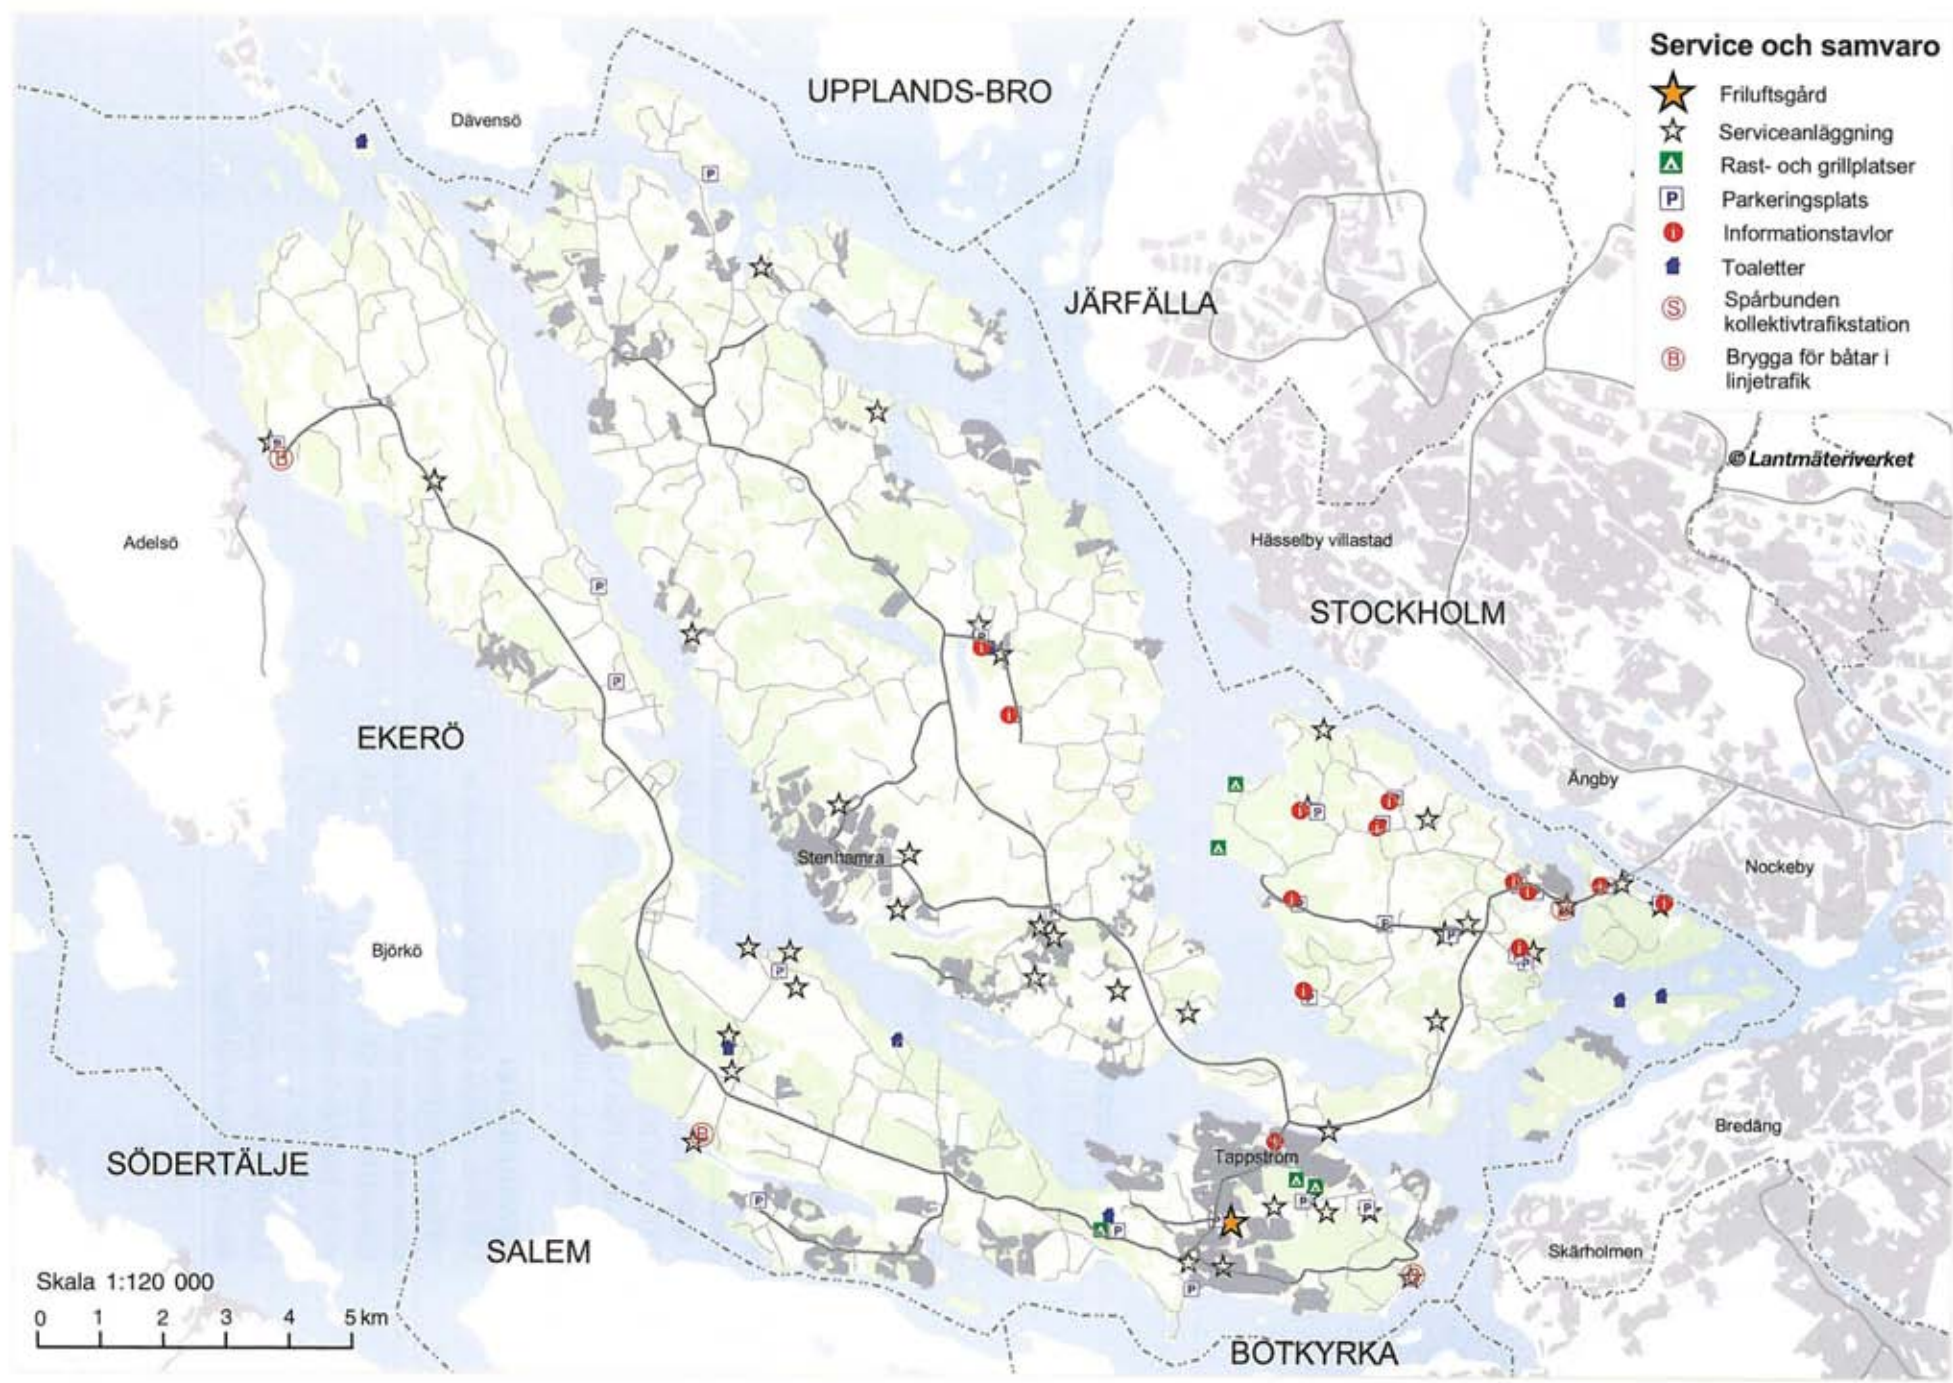 Service och samvaro
Friluftsgård
Serviceanläggning
Rast- och grillplatser
P Parkeringsplats
i Informationstavlor
Toaletter
S Spårbunden
kollektivtrafikstation
B Brygga för båtar i
linjetrafik
© Lantmäteriverket
UPPLANDS-BRO
Dävensö
JÄRFÄLLA
Adelsö
Hässelby villastad
STOCKHOLM
EKERÖ
Ängby
Stenhamra
Nockeby
Björkö
Bredäng
SÖDERTÄLJE
Tappström
SALEM
Skärholmen
BOTKYRKA
Skala 1:120 000
0 1 2 3 4 5 km